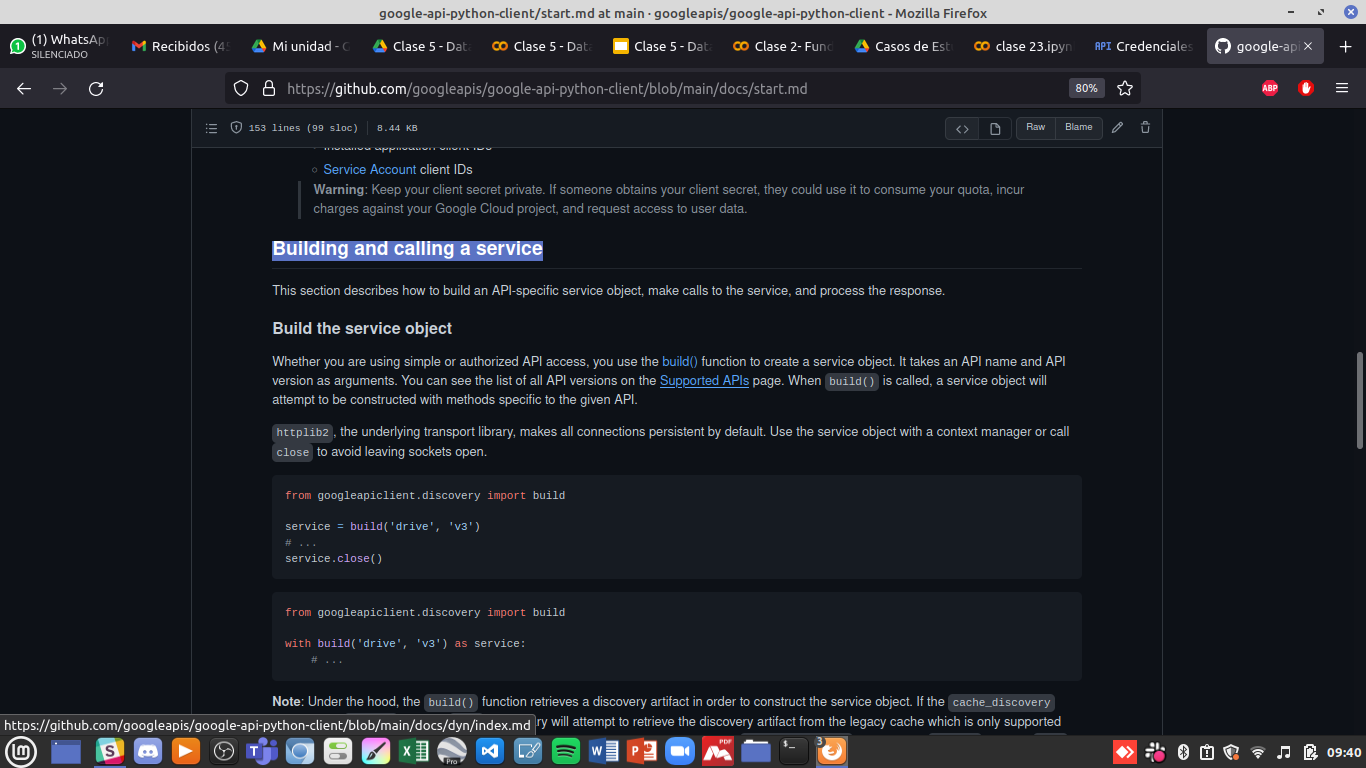 google-api-python-client/start.md at main · googleapis/google-api-python-client - Mozilla Firefox
(1) WhatsApp
SILENCIADO
Recibidos (4
Mi unidad - G
Clase 5 - Data
Clase 5 - Data
Clase 5 - Dat
Clase 2- Fund
Casos de Est
clase 23.ipyn
API Credenciales
google-api
https://github.com/googleapis/google-api-python-client/blob/main/docs/start.md
80%
ABP
153 lines (99 sloc) 8.44 KB
<> Raw Blame
Installed application client IDs
Service Account client IDs
Warning: Keep your client secret private. If someone obtains your client secret, they could use it to consume your quota, incur
charges against your Google Cloud project, and request access to user data.
Building and calling a service
This section describes how to build an API-specific service object, make calls to the service, and process the response.
Build the service object
Whether you are using simple or authorized API access, you use the build() function to create a service object. It takes an API name and API
version as arguments. You can see the list of all API versions on the Supported APIs page. When build() is called, a service object will
attempt to be constructed with methods specific to the given API.
httplib2, the underlying transport library, makes all connections persistent by default. Use the service object with a context manager or call
close to avoid leaving sockets open.
from googleapiclient.discovery import build
service = build('drive', 'v3')
# ...
service.close()
from googleapiclient.discovery import build
with build('drive', 'v3') as service:
# ...
Note: Under the hood, the build() function retrieves a discovery artifact in order to construct the service object. If the cache_discovery
https://github.com/googleapis/google-api-python-client/blob/main/docs/dyn/index.md
ry will attempt to retrieve the discovery artifact from the legacy cache which is only supported
Pro
PDF
3
09:40